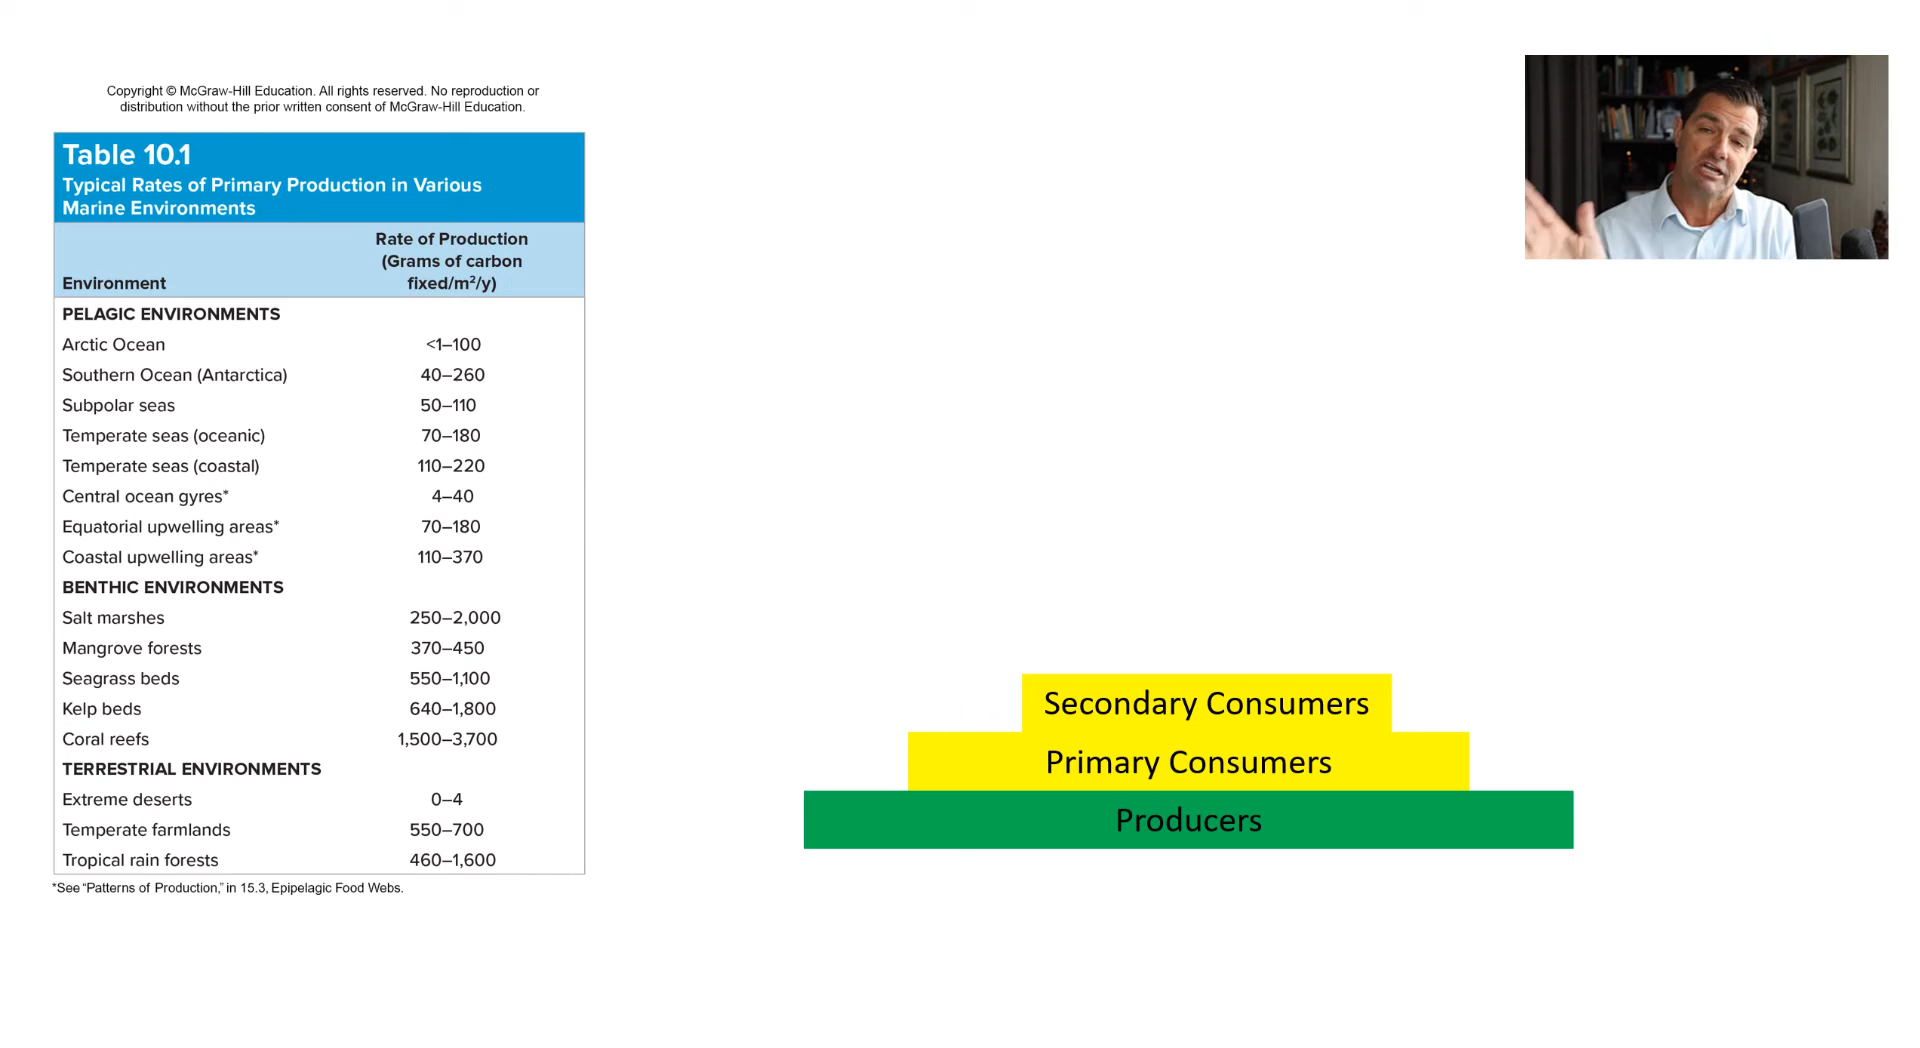 Copyright © McGraw-Hill Education. All rights reserved. No reproduction or
distribution without the prior written consent of McGraw-Hill Education.
Table 10.1
Typical Rates of Primary Production in Various
Marine Environments
Rate of Production
(Grams of carbon
Environment fixed/m²/y)
PELAGIC ENVIRONMENTS
Arctic Ocean <1–100
Southern Ocean (Antarctica) 40–260
Subpolar seas 50–110
Temperate seas (oceanic) 70–180
Temperate seas (coastal) 110–220
Central ocean gyres* 4–40
Equatorial upwelling areas* 70–180
Coastal upwelling areas* 110–370
BENTHIC ENVIRONMENTS
Salt marshes 250–2,000
Mangrove forests 370–450
Seagrass beds 550–1,100
Kelp beds 640–1,800
Coral reefs 1,500–3,700
TERRESTRIAL ENVIRONMENTS
Extreme deserts 0–4
Temperate farmlands 550–700
Tropical rain forests 460–1,600
*See “Patterns of Production,” in 15.3, Epipelagic Food Webs.
Secondary Consumers
Primary Consumers
Producers